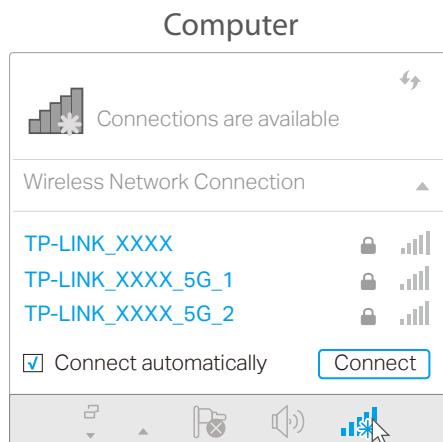 Computer
Connections are available
Wireless Network Connection
TP-LINK_XXXX
TP-LINK_XXXX_5G_1
TP-LINK_XXXX_5G_2
Connect automatically Connect